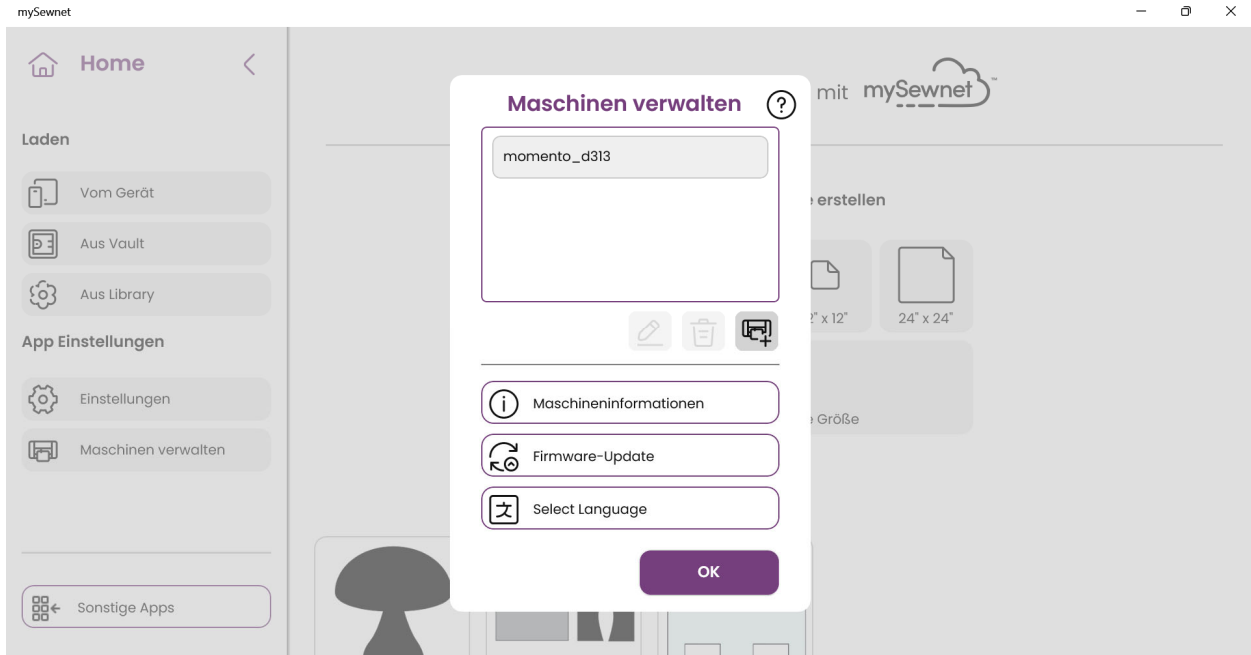 mySewnet
Home
Laden
Vom Gerät
Aus Vault
Aus Library
App Einstellungen
Einstellungen
Maschinen verwalten
Sonstige Apps
mit mySewnet™
erstellen
12"
24" x 24"
Größe
Maschinen verwalten
?
momento_d313
Maschineninformationen
Firmware-Update
Select Language
OK